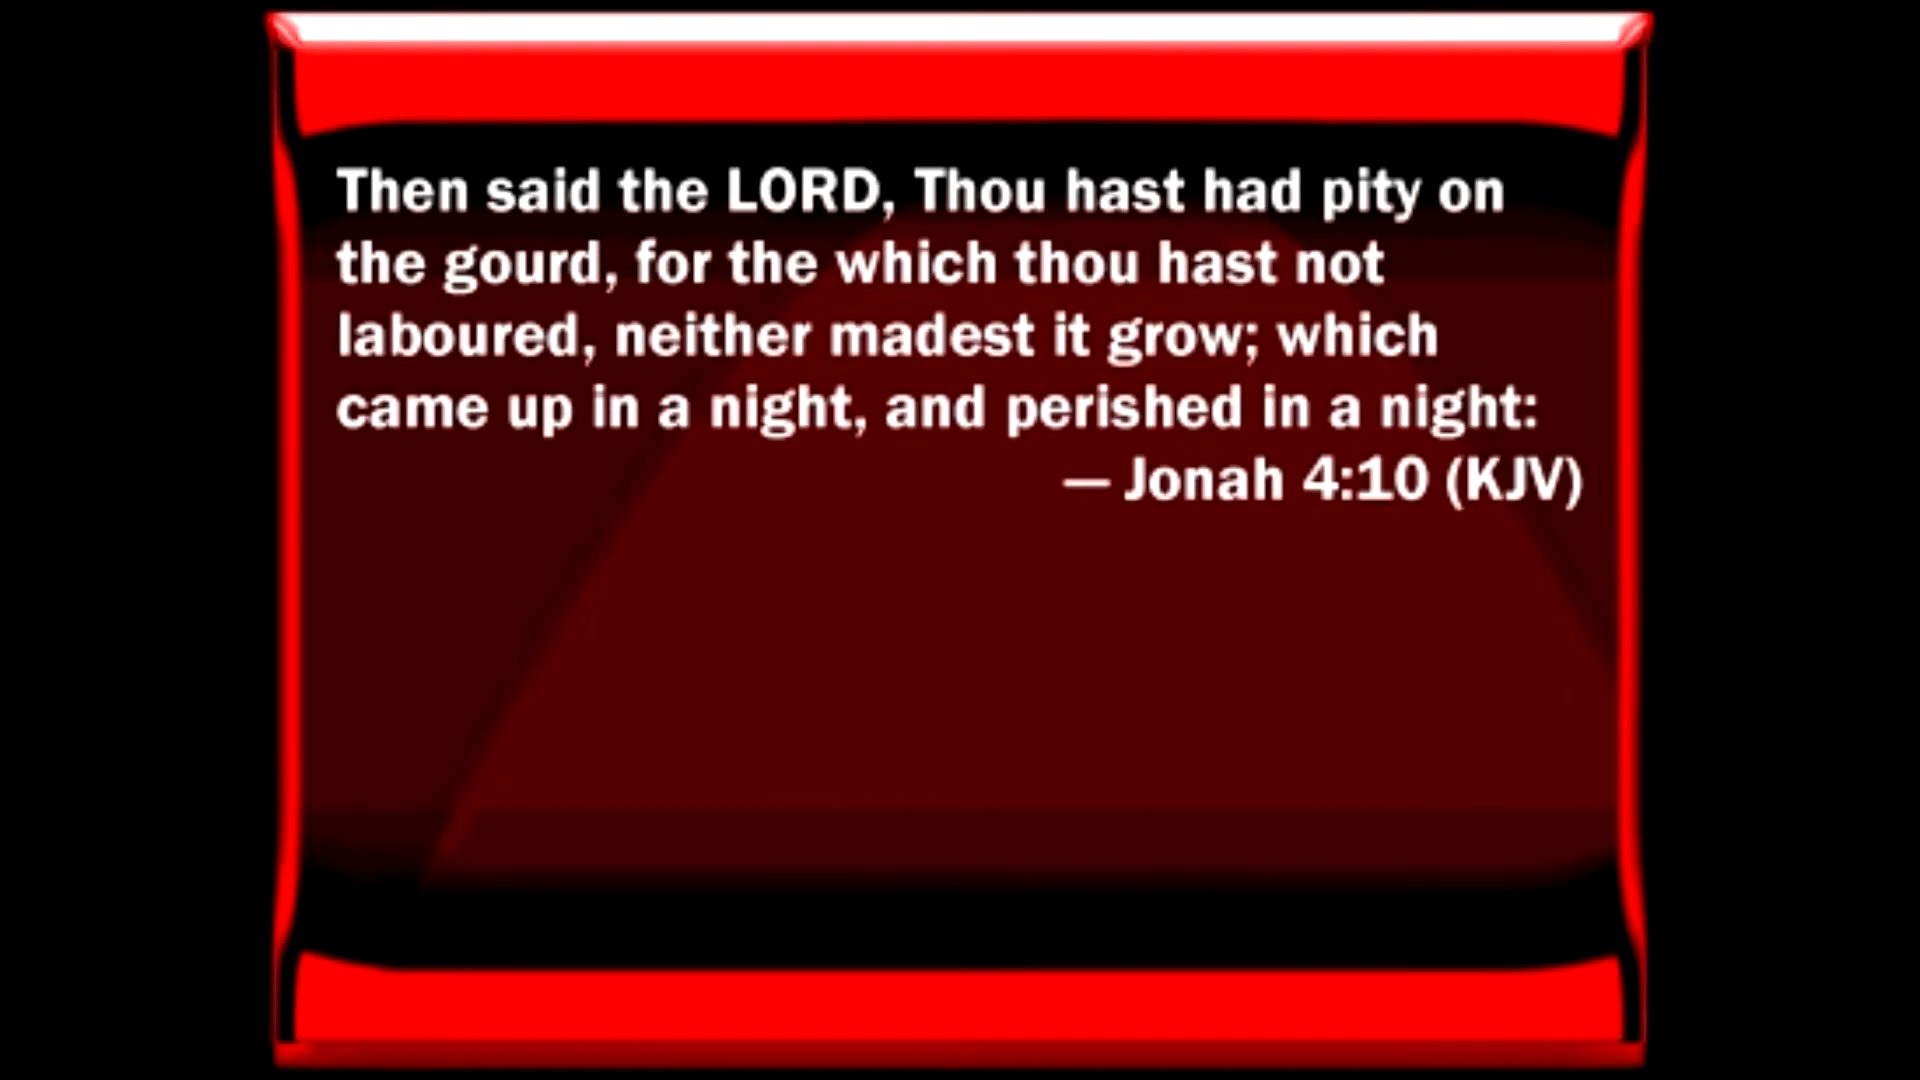 Then said the LORD, Thou hast had pity on
the gourd, for the which thou hast not
laboured, neither madest it grow; which
came up in a night, and perished in a night:
— Jonah 4:10 (KJV)